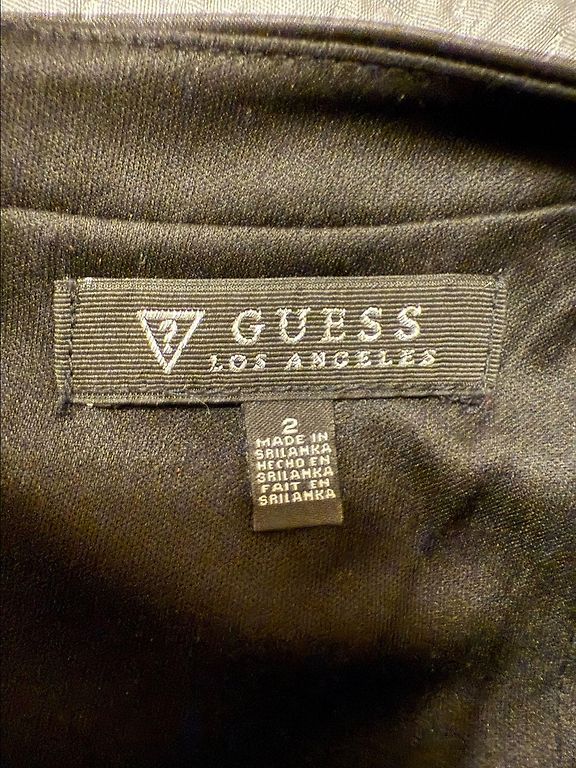 ?
GUESS
LOS ANGELES
2
MADE IN
SRILANKA
HECHO EN
SRILANKA
FAIT EN
SRILANKA